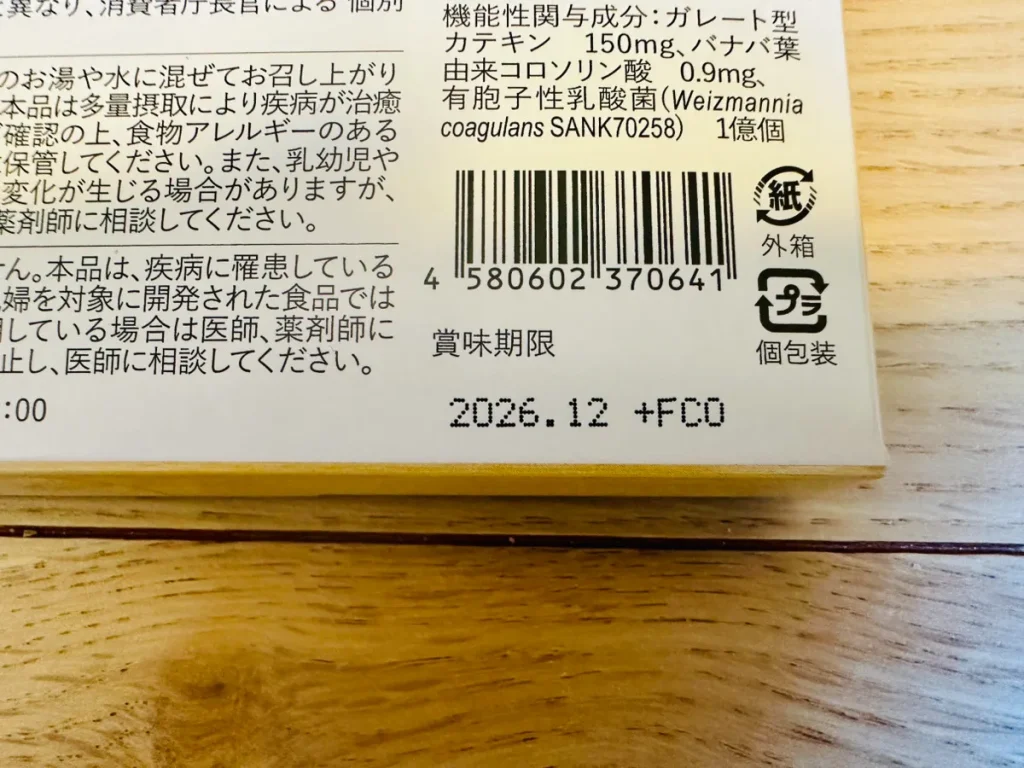 異なり、消費者庁長官による 個別
のお湯や水に混ぜてお召し上がり
本品は多量摂取により疾病が治癒
確認の上、食物アレルギーのある
保管してください。また、乳幼児や
変化が生じる場合がありますが、
薬剤師に相談してください。
せん。本品は、疾病に罹患している
婦を対象に開発された食品では
用している場合は医師、薬剤師に
止し、医師に相談してください。
:00
機能性関与成分:ガレート型
カテキン 150mg、バナバ葉
由来コロソリン酸 0.9mg、
有胞子性乳酸菌(Weizmannia
coagulans SANK70258) 1億個
4 580602 370641
紙
外箱
プラ
個包装
賞味期限
2026.12 +FCO